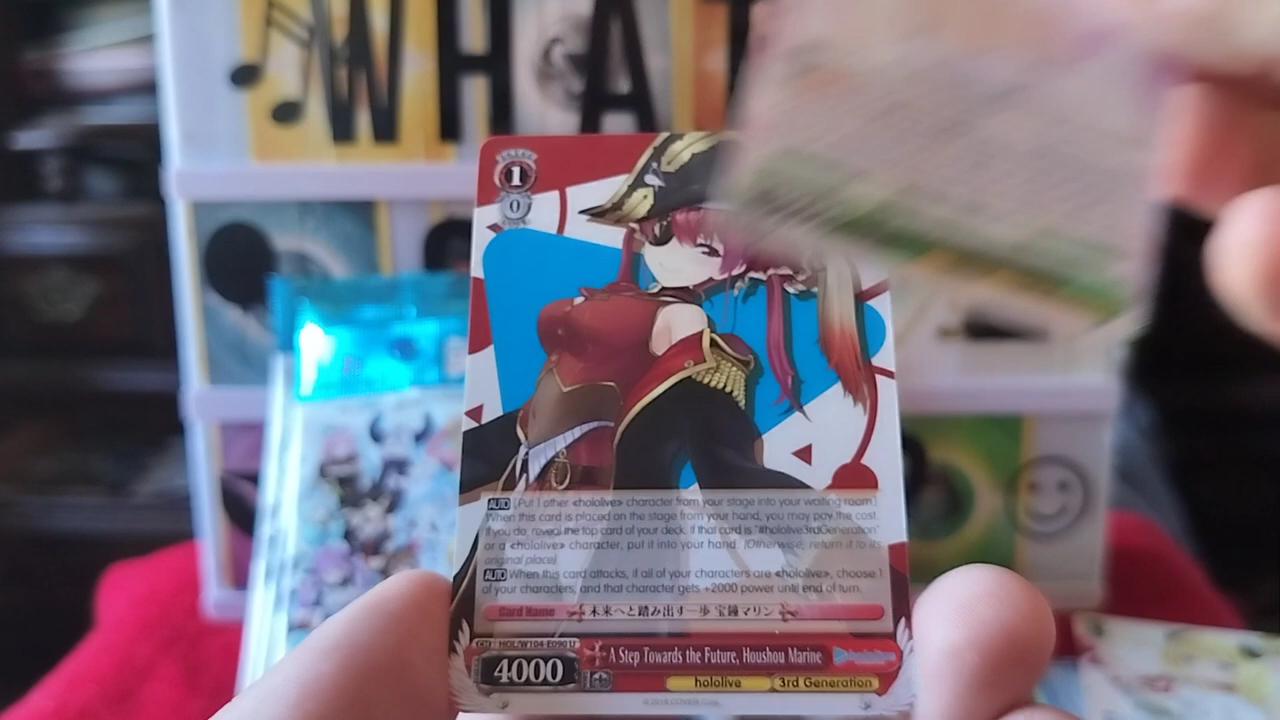 WHAT
1
0
AUTO [Put 1 other <hololive> character from your stage into your waiting room]
When this card is placed on the stage from your hand, you may pay the cost.
If you do, reveal the top card of your deck. If that card is "#hololive3rdGeneration"
or a <hololive> character, put it into your hand. (Otherwise, return it to its
original place)
AUTO When this card attacks, if all of your characters are <hololive>, choose 1
of your characters, and that character gets +2000 power until end of turn.
Card Name 未来へと踏み出す一歩 宝鐘マリン
CH HOL/W104-E090 U
4000 A Step Towards the Future, Houshou Marine
hololive 3rd Generation